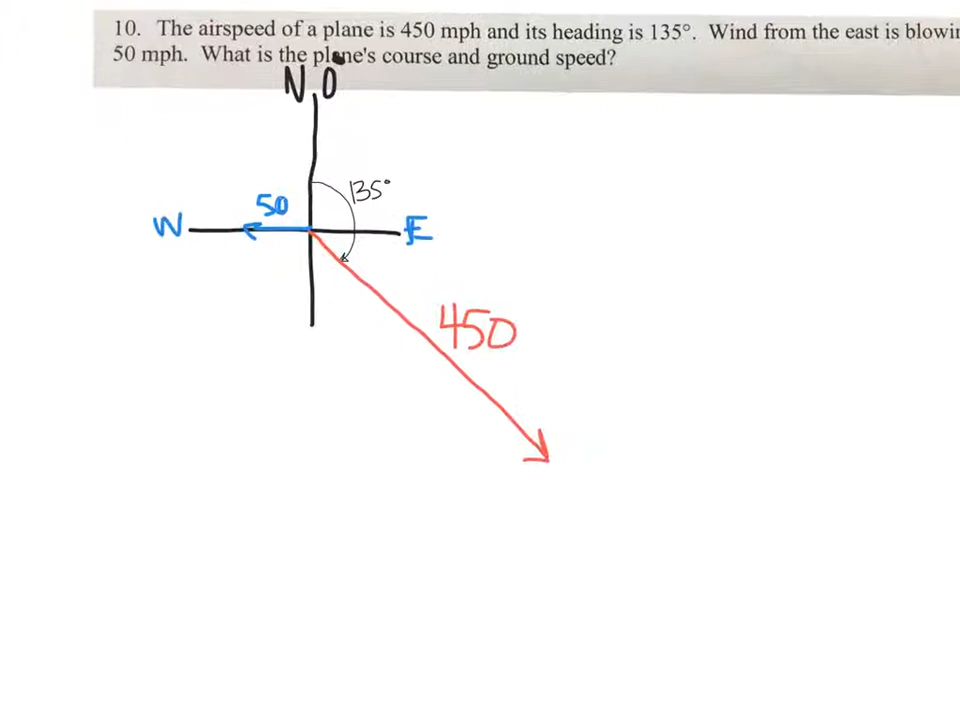 10. The airspeed of a plane is 450 mph and its heading is 135°. Wind from the east is
50 mph. What is the plane's course and ground speed?
N, 0
135°
50
W
E
450